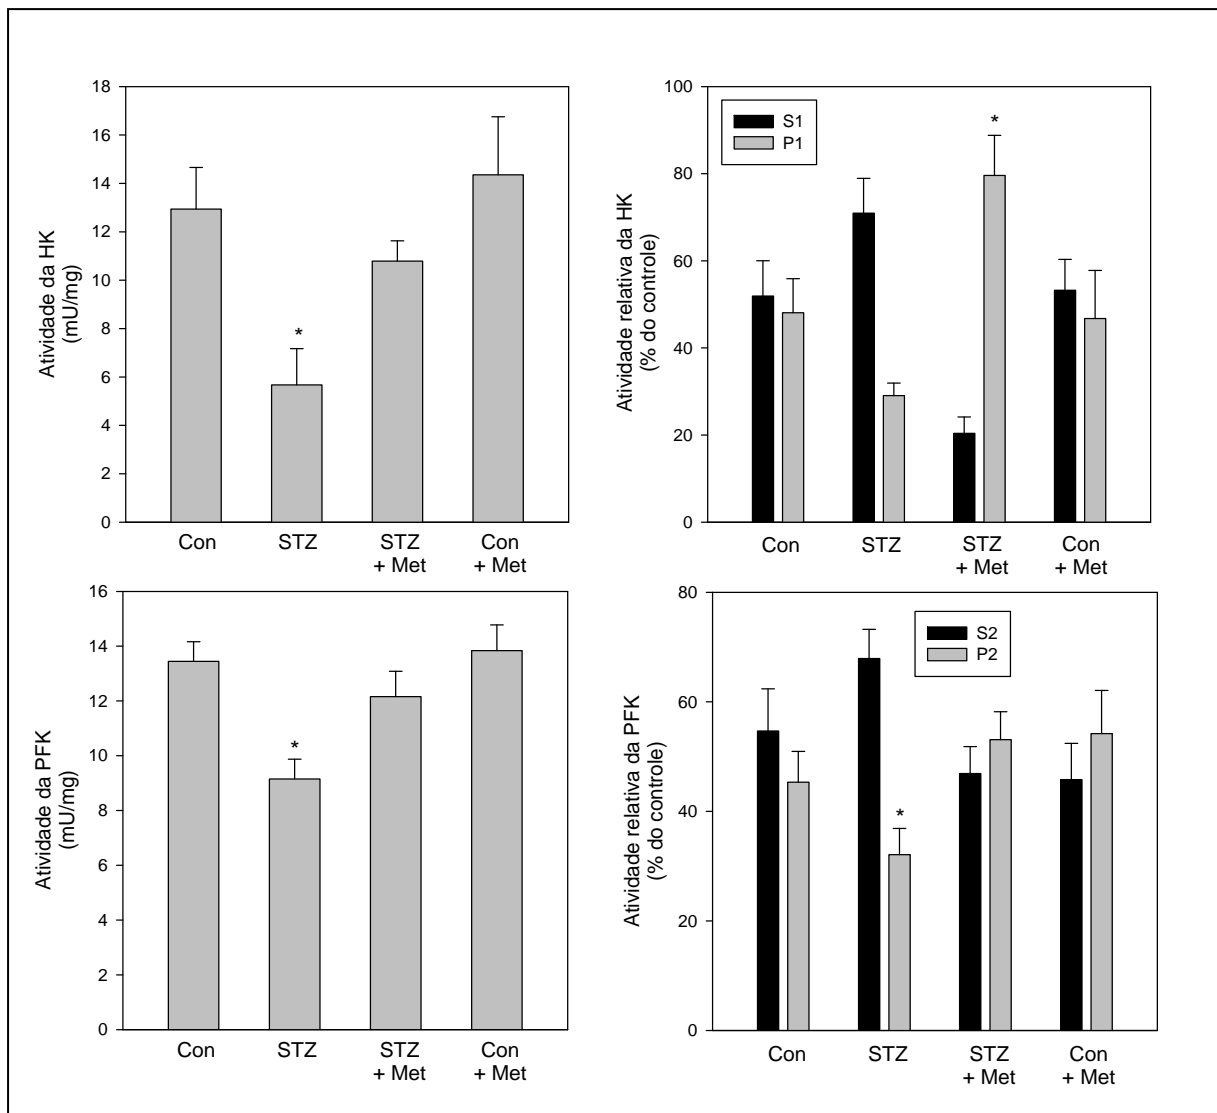 Atividade da HK
(mU/mg)
18
16
14
12
10
8
6
4
2
0
*
Con
STZ
STZ
+ Met
Con
+ Met
Atividade relativa da HK
(% do controle)
100
80
60
40
20
0
S1
P1
*
Con
STZ
STZ
+ Met
Con
+ Met
Atividade da PFK
(mU/mg)
16
14
12
10
8
6
4
2
0
*
Con
STZ
STZ
+ Met
Con
+ Met
Atividade relativa da PFK
(% do controle)
80
60
40
20
0
S2
P2
*
Con
STZ
STZ
+ Met
Con
+ Met